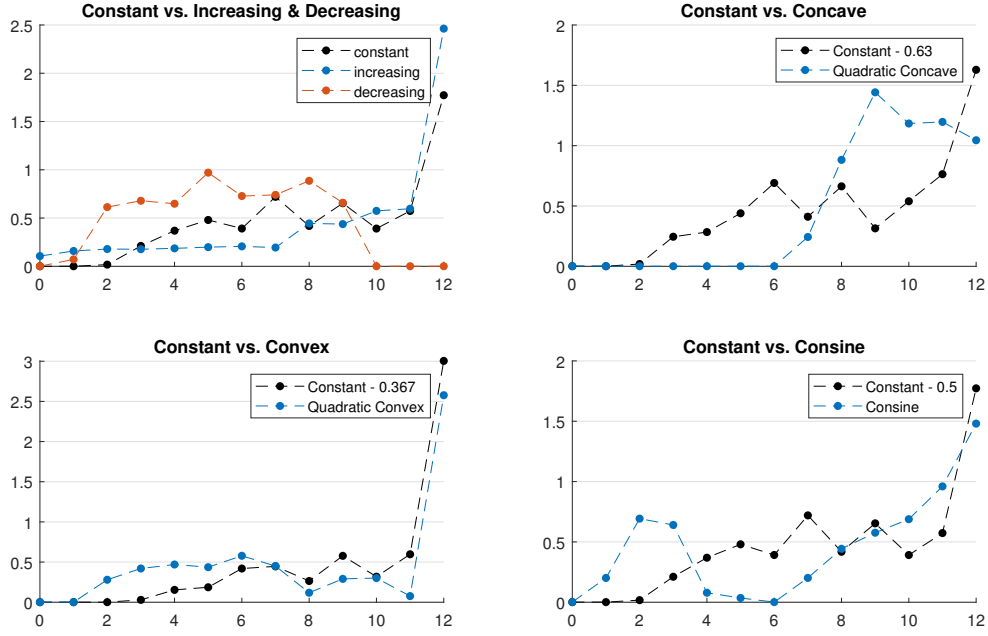 Constant vs. Increasing & Decreasing
2.5
2
1.5
1
0.5
0
0 2 4 6 8 10 12
constant
increasing
decreasing
Constant vs. Concave
2
1.5
1
0.5
0
0 2 4 6 8 10 12
Constant - 0.63
Quadratic Concave
Constant vs. Convex
3
2.5
2
1.5
1
0.5
0
0 2 4 6 8 10 12
Constant - 0.367
Quadratic Convex
Constant vs. Consine
2
1.5
1
0.5
0
0 2 4 6 8 10 12
Constant - 0.5
Consine